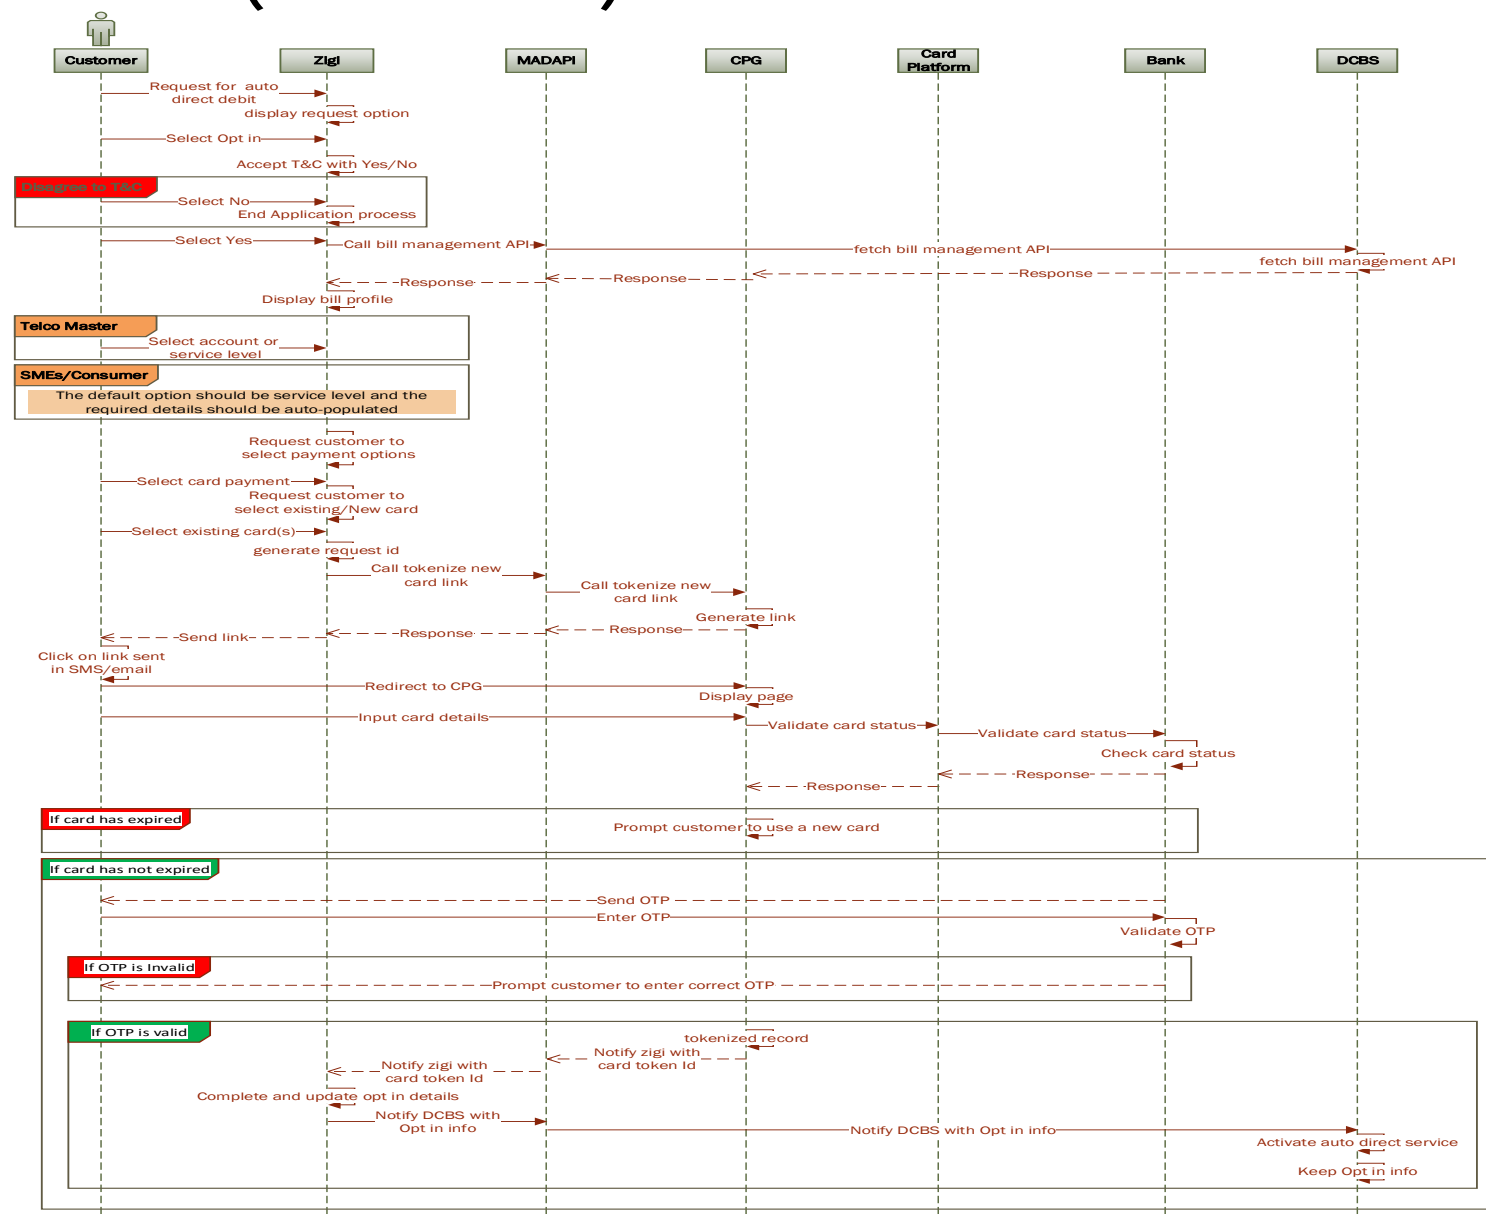 Customer
Zigi
MADAPI
CPG
Card
Platform
Bank
DCBS
Request for auto
direct debit
display request option
Select Opt in
Accept T&C with Yes/No
Disagree to T&C
Select No
End Application process
Select Yes
Call bill management API
fetch bill management API
fetch bill management API
Response
Response
Response
Display bill profile
Telco Master
Select account or
service level
SMEs/Consumer
The default option should be service level and the
required details should be auto-populated
Request customer to
select payment options
Select card payment
Request customer to
select existing/New card
Select existing card(s)
generate request id
Call tokenize new
card link
Call tokenize new
card link
Generate link
Response
Response
Send link
Click on link sent
in SMS/email
Redirect to CPG
Display page
Input card details
Validate card status
Validate card status
Check card status
Response
Response
If card has expired
Prompt customer to use a new card
If card has not expired
Send OTP
Enter OTP
Validate OTP
If OTP is Invalid
Prompt customer to enter correct OTP
If OTP is valid
tokenized record
Notify zigi with
card token Id
Notify zigi with
card token Id
Complete and update opt in details
Notify DCBS with
Opt in info
Notify DCBS with Opt in info
Activate auto direct service
Keep Opt in info